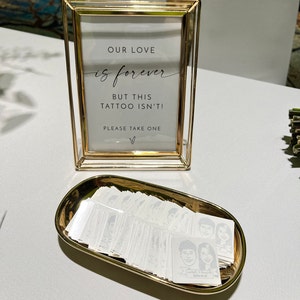 OUR LOVE
is forever
BUT THIS
TATTOO ISN'T!
PLEASE TAKE ONE